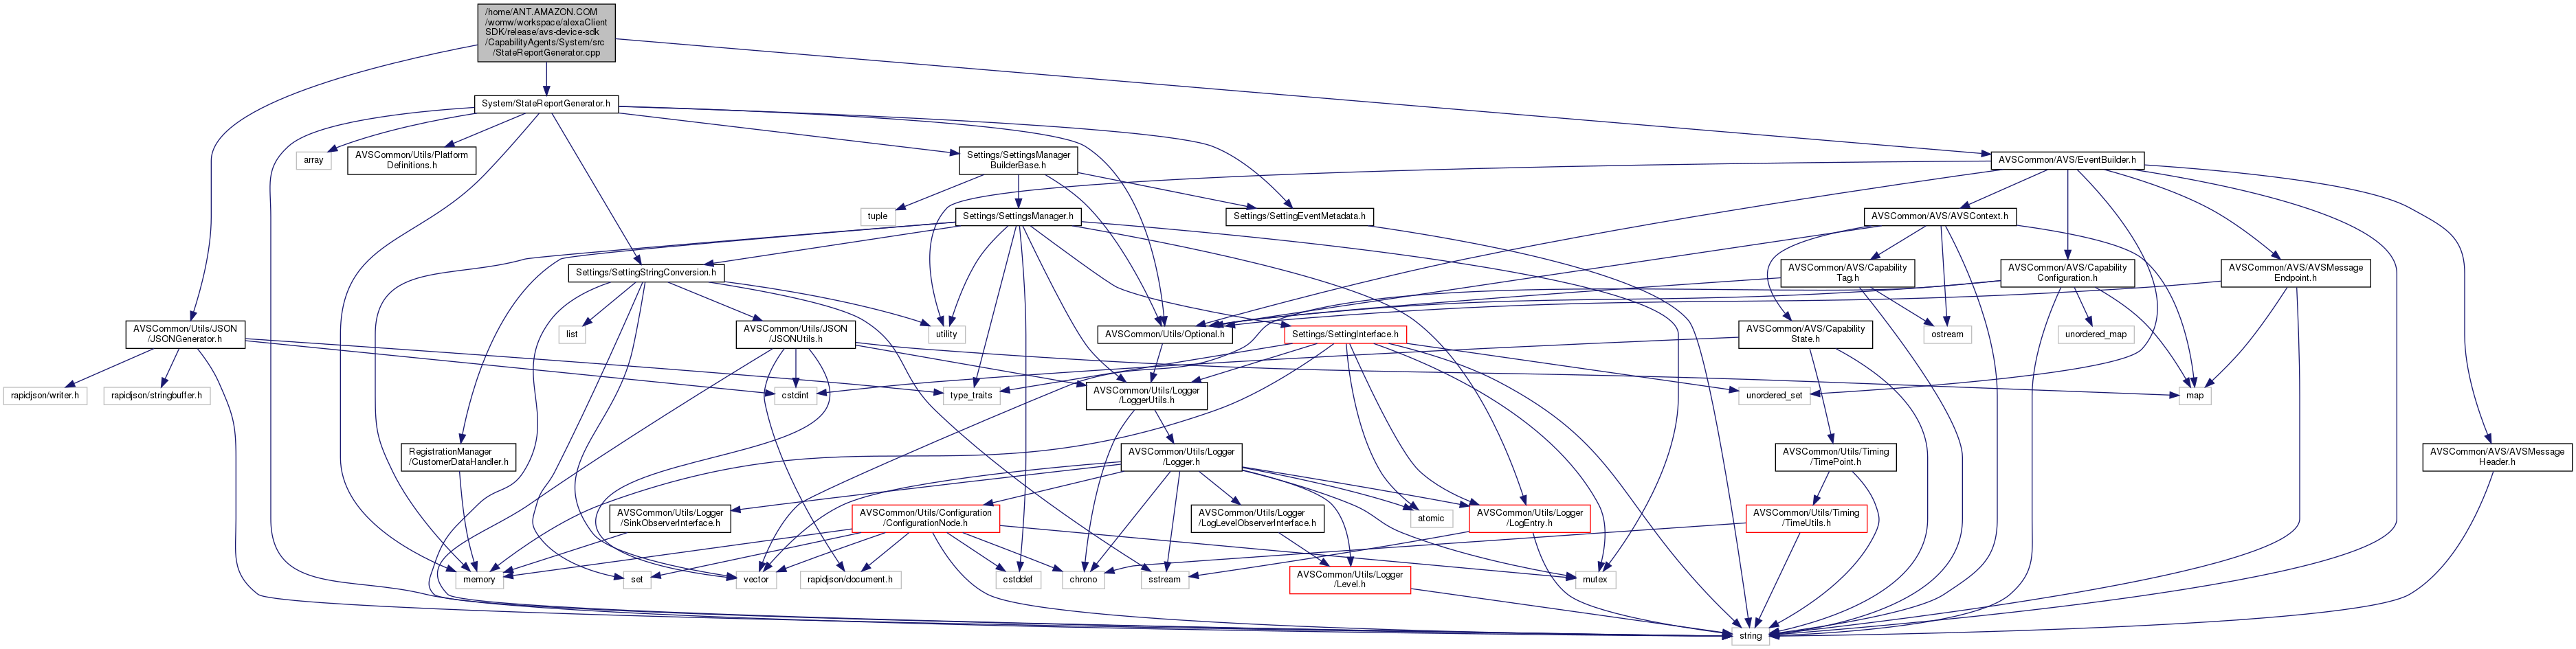 /home/ANT.AMAZON.COM
/womw/workspace/alexaClient
SDK/release/avs-device-sdk
/CapabilityAgents/System/src
/StateReportGenerator.cpp
System/StateReportGenerator.h
array
AVSCommon/Utils/Platform
Definitions.h
Settings/SettingsManager
BuilderBase.h
AVSCommon/AVS/EventBuilder.h
tuple
Settings/SettingsManager.h
Settings/SettingEventMetadata.h
AVSCommon/AVS/AVSContext.h
Settings/SettingStringConversion.h
AVSCommon/AVS/Capability
Tag.h
AVSCommon/AVS/Capability
Configuration.h
AVSCommon/AVS/AVSMessage
Endpoint.h
AVSCommon/Utils/JSON
/JSONGenerator.h
list
AVSCommon/Utils/JSON
/JSONUtils.h
utility
AVSCommon/Utils/Optional.h
Settings/SettingInterface.h
AVSCommon/AVS/Capability
State.h
ostream
unordered_map
rapidjson/writer.h
rapidjson/stringbuffer.h
cstdint
type_traits
AVSCommon/Utils/Logger
/LoggerUtils.h
unordered_set
map
RegistrationManager
/CustomerDataHandler.h
AVSCommon/Utils/Logger
/Logger.h
AVSCommon/Utils/Timing
/TimePoint.h
AVSCommon/AVS/AVSMessage
Header.h
AVSCommon/Utils/Logger
/SinkObserverInterface.h
AVSCommon/Utils/Configuration
/ConfigurationNode.h
AVSCommon/Utils/Logger
/LogLevelObserverInterface.h
atomic
AVSCommon/Utils/Logger
/LogEntry.h
AVSCommon/Utils/Timing
/TimeUtils.h
memory
set
vector
rapidjson/document.h
cstddef
chrono
sstream
AVSCommon/Utils/Logger
/Level.h
mutex
string